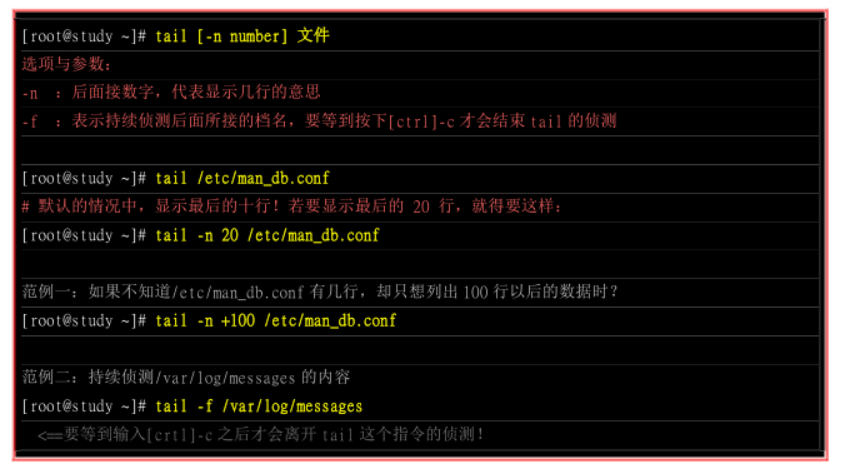 [root@study ~]# tail [-n number] 文件
选项与参数:
-n ：后面接数字，代表显示几行的意思
-f ：表示持续侦测后面所接的档名，要等到按下[ctrl]-c 才会结束 tail 的侦测
[root@study ~]# tail /etc/man_db.conf
# 默认的情况中，显示最后的十行！若要显示最后的 20 行，就得要这样:
[root@study ~]# tail -n 20 /etc/man_db.conf
范例一：如果不知道/etc/man_db.conf 有几行，却只想列出 100 行以后的数据时？
[root@study ~]# tail -n +100 /etc/man_db.conf
范例二：持续侦测/var/log/messages 的内容
[root@study ~]# tail -f /var/log/messages
<==要等到输入[crtl]-c 之后才会离开 tail 这个指令的侦测！